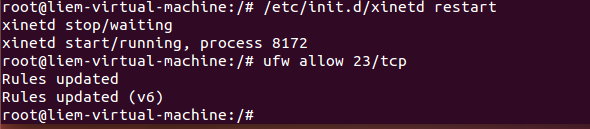 root@liem-virtual-machine:/# /etc/init.d/xinetd restart
xinetd stop/waiting
xinetd start/running, process 8172
root@liem-virtual-machine:/# ufw allow 23/tcp
Rules updated
Rules updated (v6)
root@liem-virtual-machine:/#